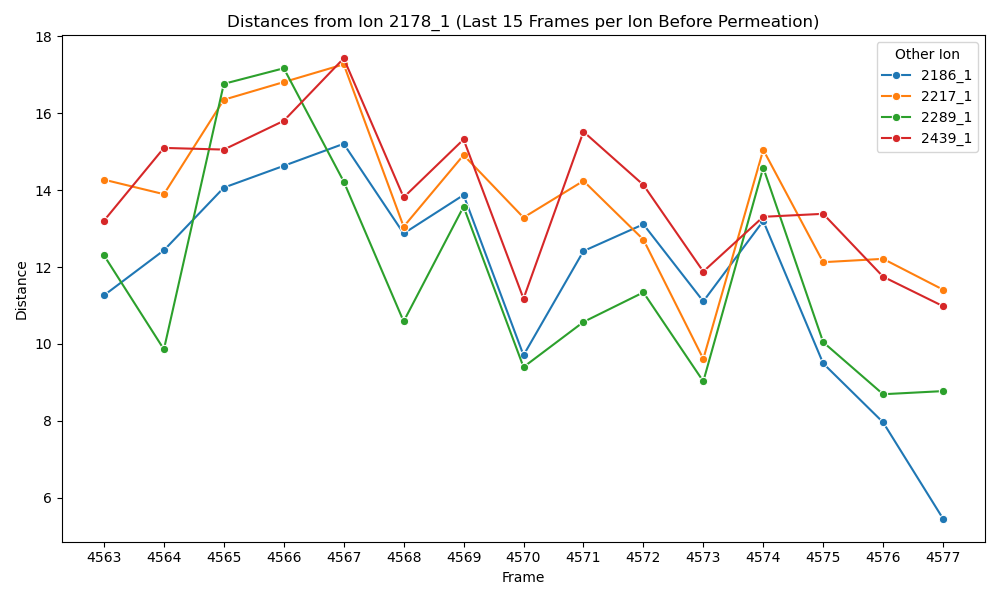 Distances from Ion 2178_1 (Last 15 Frames per Ion Before Permeation)
Other Ion
2186_1
2217_1
2289_1
2439_1
Distance
18
16
14
12
10
8
6
4563 4564 4565 4566 4567 4568 4569 4570 4571 4572 4573 4574 4575 4576 4577
Frame